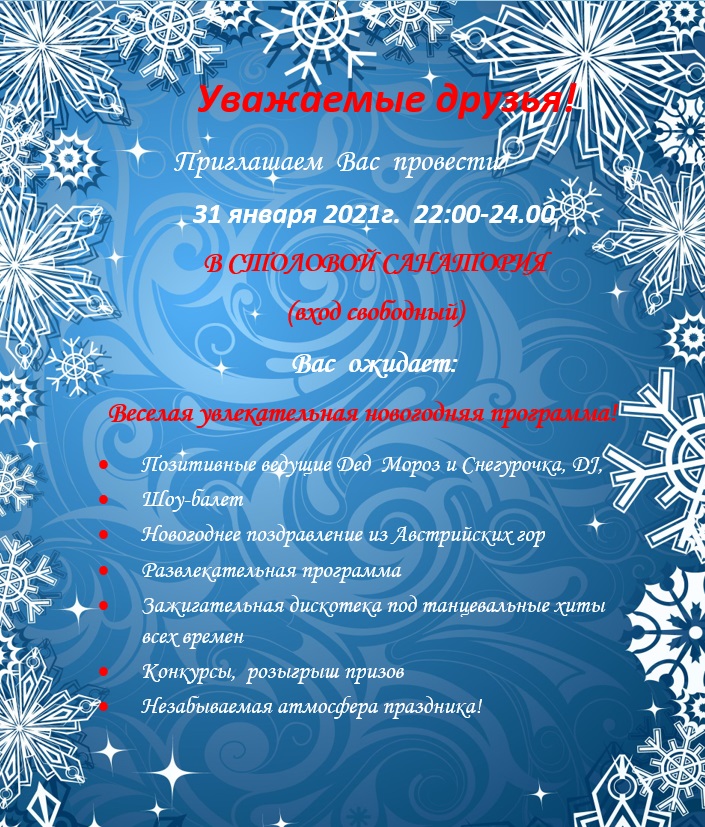 Уважаемые друзья!
Приглашаем Вас провести
31 января 2021г. 22:00-24.00
В СТОЛОВОЙ САНАТОРИЯ
(вход свободный)
Вас ожидает:
Веселая увлекательная новогодняя программа!
• Позитивные ведущие Дед Мороз и Снегурочка, DJ,
• Шоу-балет
• Новогоднее поздравление из Австрийских гор
• Развлекательная программа
• Зажигательная дискотека под танцевальные хиты
всех времен
• Конкурсы, розыгрыш призов
• Незабываемая атмосфера праздника!